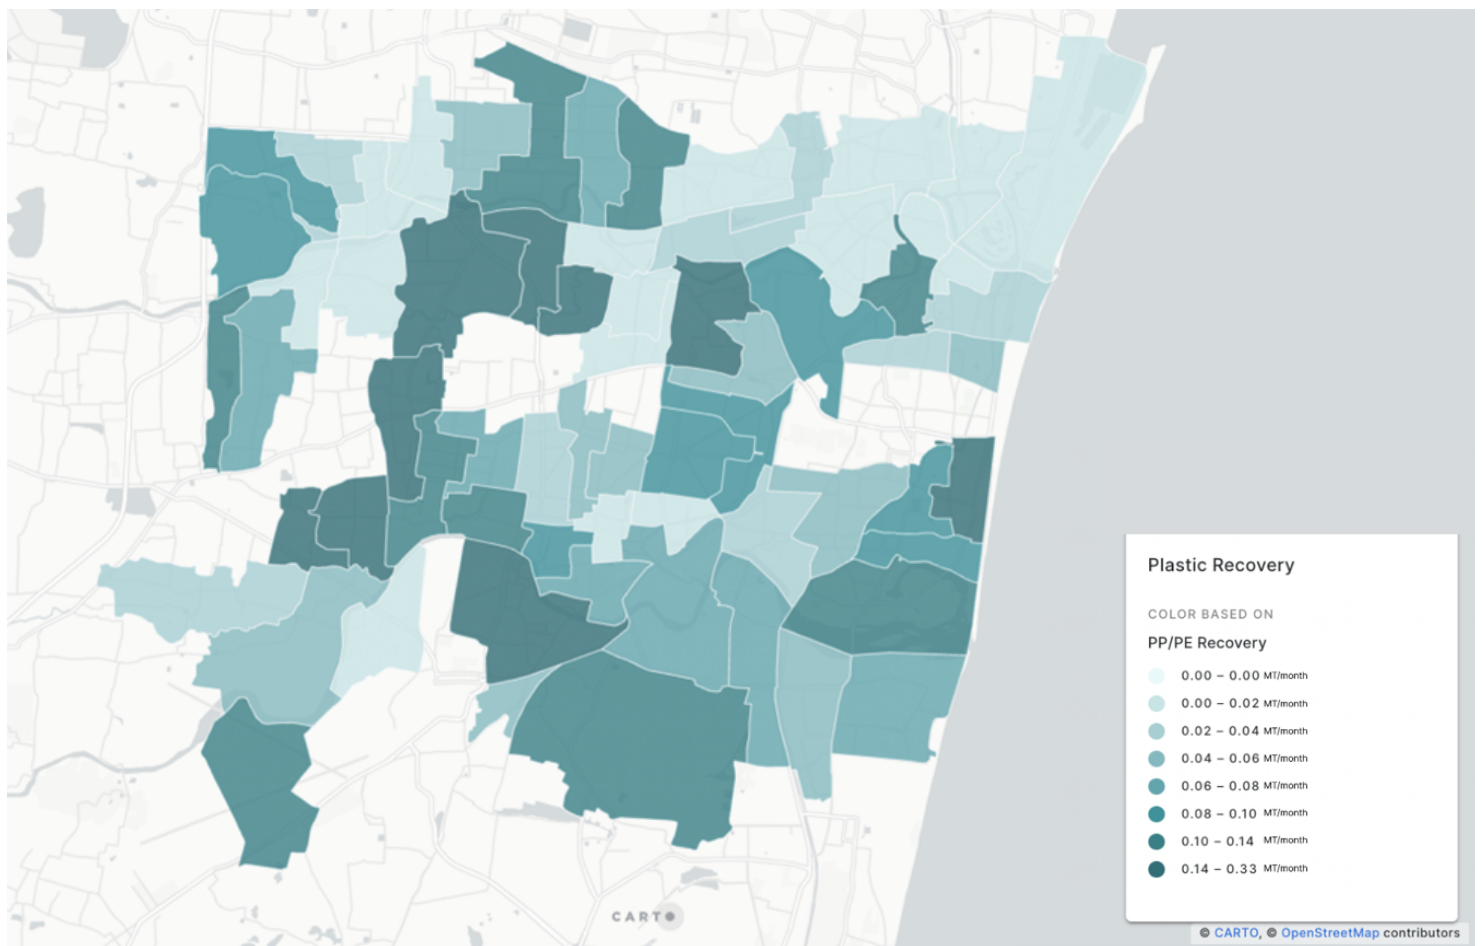 Plastic Recovery
COLOR BASED ON
PP/PE Recovery
0.00 – 0.00 MT/month
0.00 – 0.02 MT/month
0.02 – 0.04 MT/month
0.04 – 0.06 MT/month
0.06 – 0.08 MT/month
0.08 – 0.10 MT/month
0.10 – 0.14 MT/month
0.14 – 0.33 MT/month
CARTO
© CARTO, © OpenStreetMap contributors